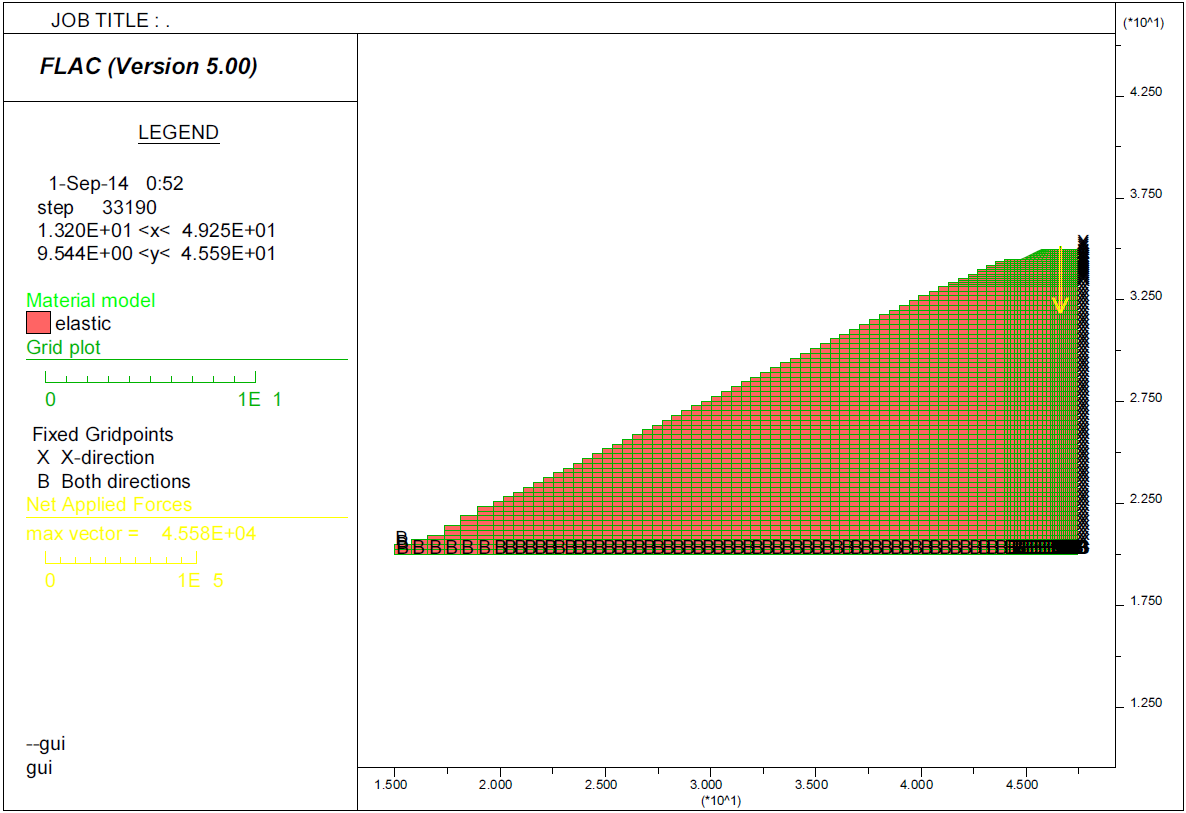 JOB TITLE : .
FLAC (Version 5.00)
LEGEND
1-Sep-14 0:52
step 33190
1.320E+01 <x< 4.925E+01
9.544E+00 <y< 4.559E+01
Material model
elastic
Grid plot
0 1E 1
Fixed Gridpoints
X X-direction
B Both directions
Net Applied Forces
max vector = 4.558E+04
0 1E 5
--gui
gui
(*10^1)
4.250
3.750
3.250
2.750
2.250
1.750
1.250
1.500 2.000 2.500 3.000 3.500 4.000 4.500
(*10^1)